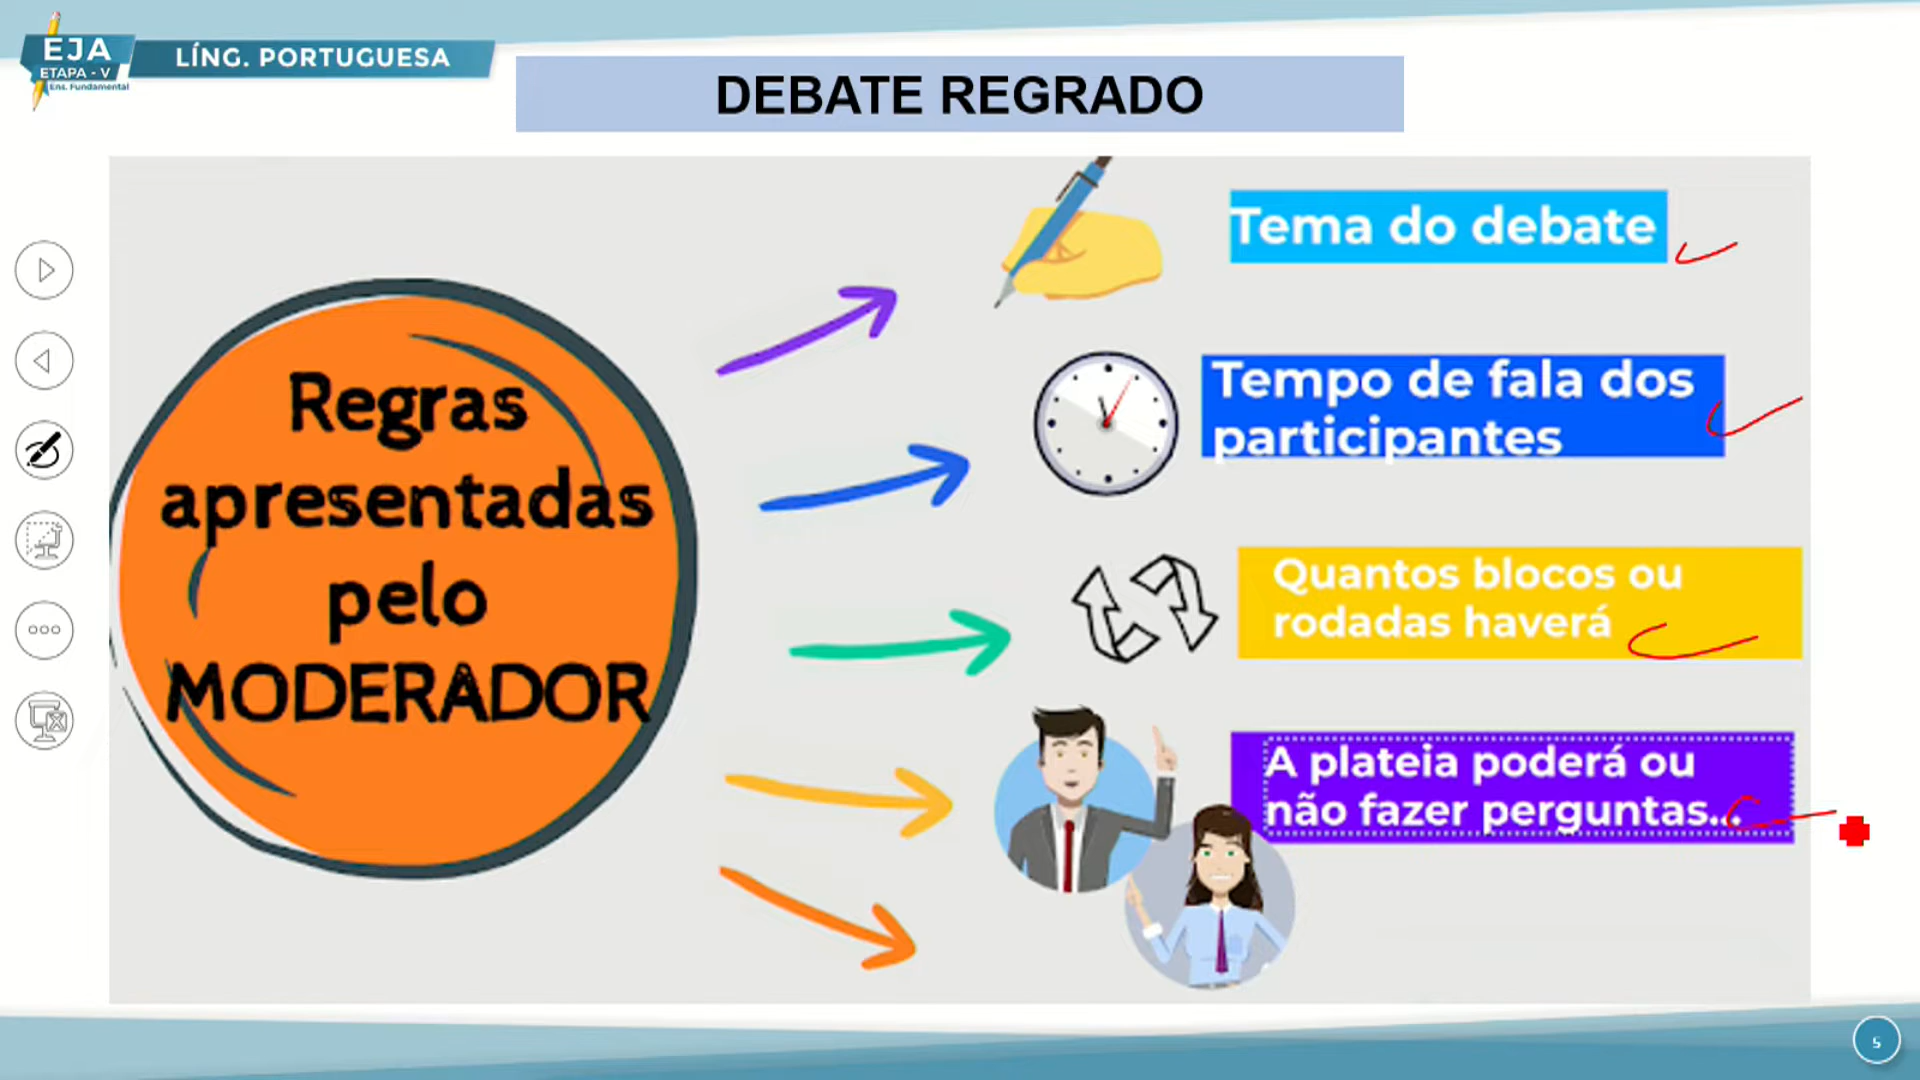 EJA
ETAPA - V
Ens. Fundamental
LÍNG. PORTUGUESA
DEBATE REGRADO
Regras
apresentadas
pelo
MODERADOR
Tema do debate
Tempo de fala dos
participantes
Quantos blocos ou
rodadas haverá
A plateia poderá ou
não fazer perguntas...
5